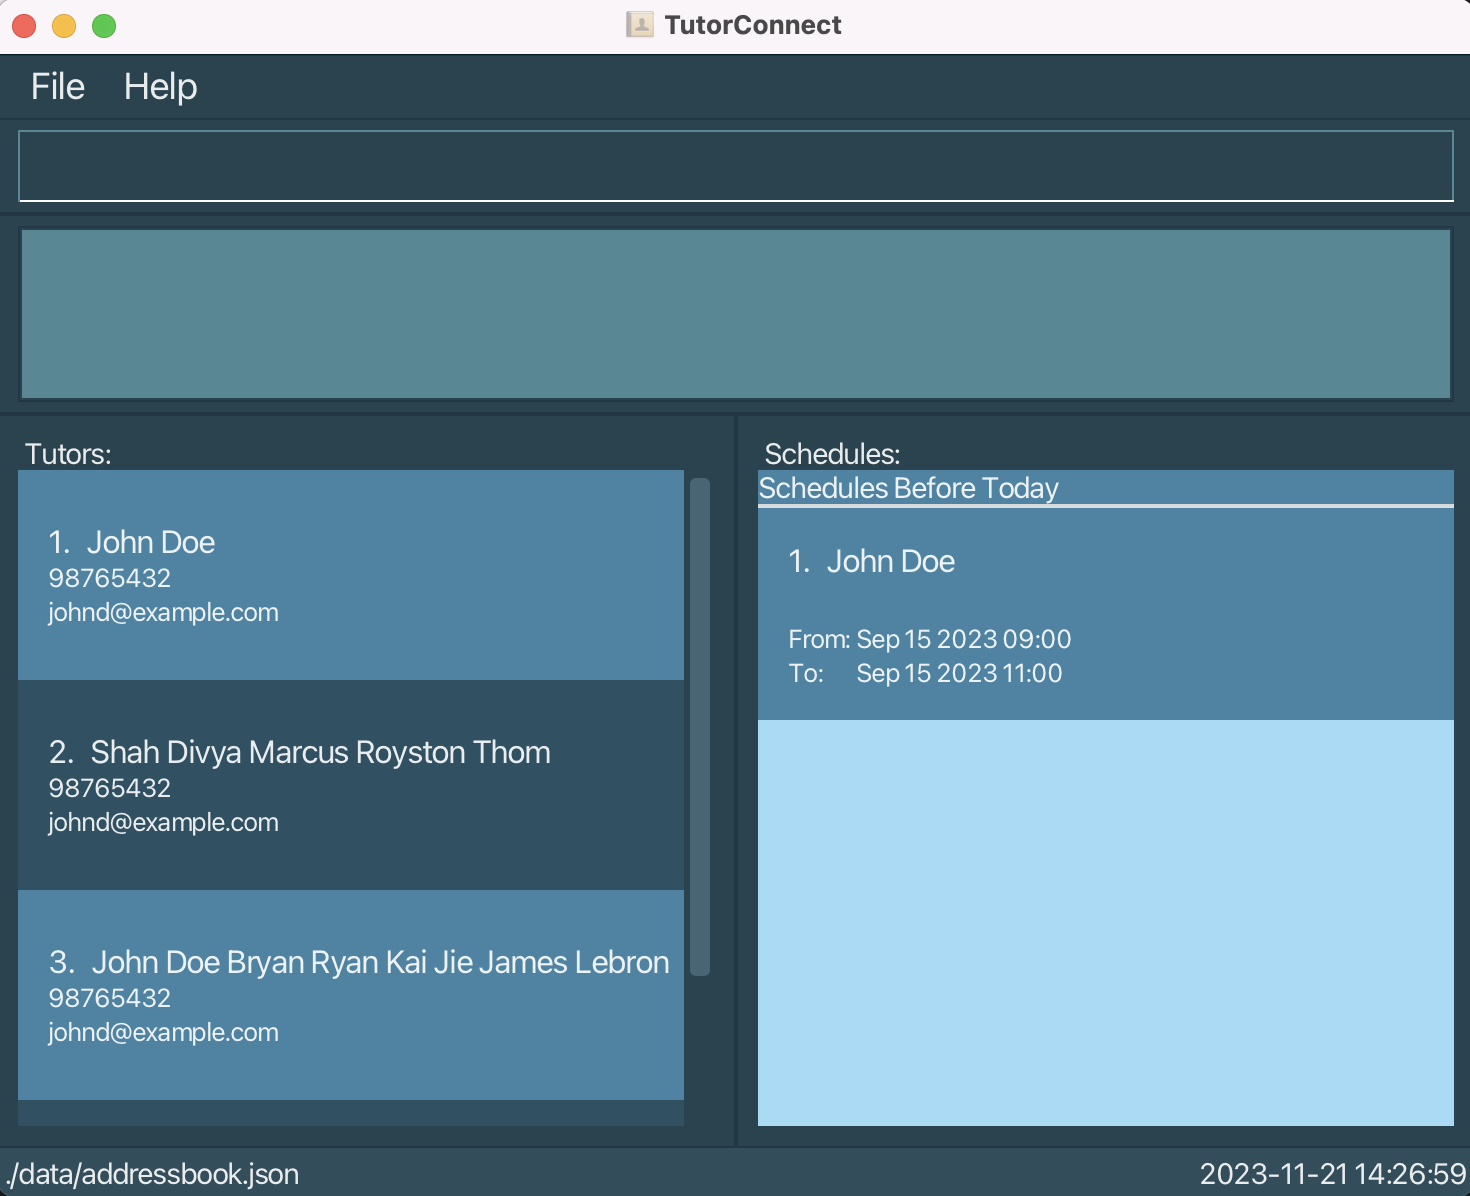 TutorConnect
File Help
Tutors:
1. John Doe
98765432
johnd@example.com
2. Shah Divya Marcus Royston Thom
98765432
johnd@example.com
3. John Doe Bryan Ryan Kai Jie James Lebron
98765432
johnd@example.com
Schedules:
Schedules Before Today
1. John Doe
From: Sep 15 2023 09:00
To: Sep 15 2023 11:00
./data/addressbook.json
2023-11-21 14:26:59